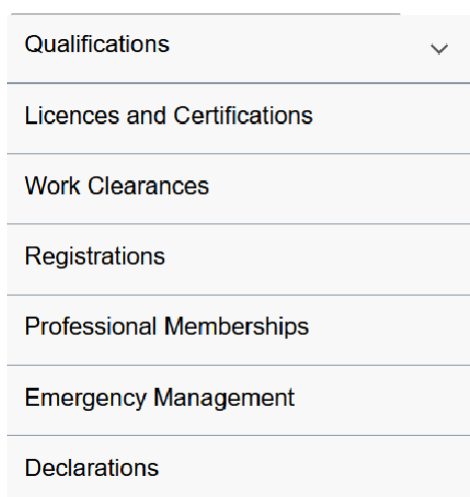 Qualifications
Licences and Certifications
Work Clearances
Registrations
Professional Memberships
Emergency Management
Declarations